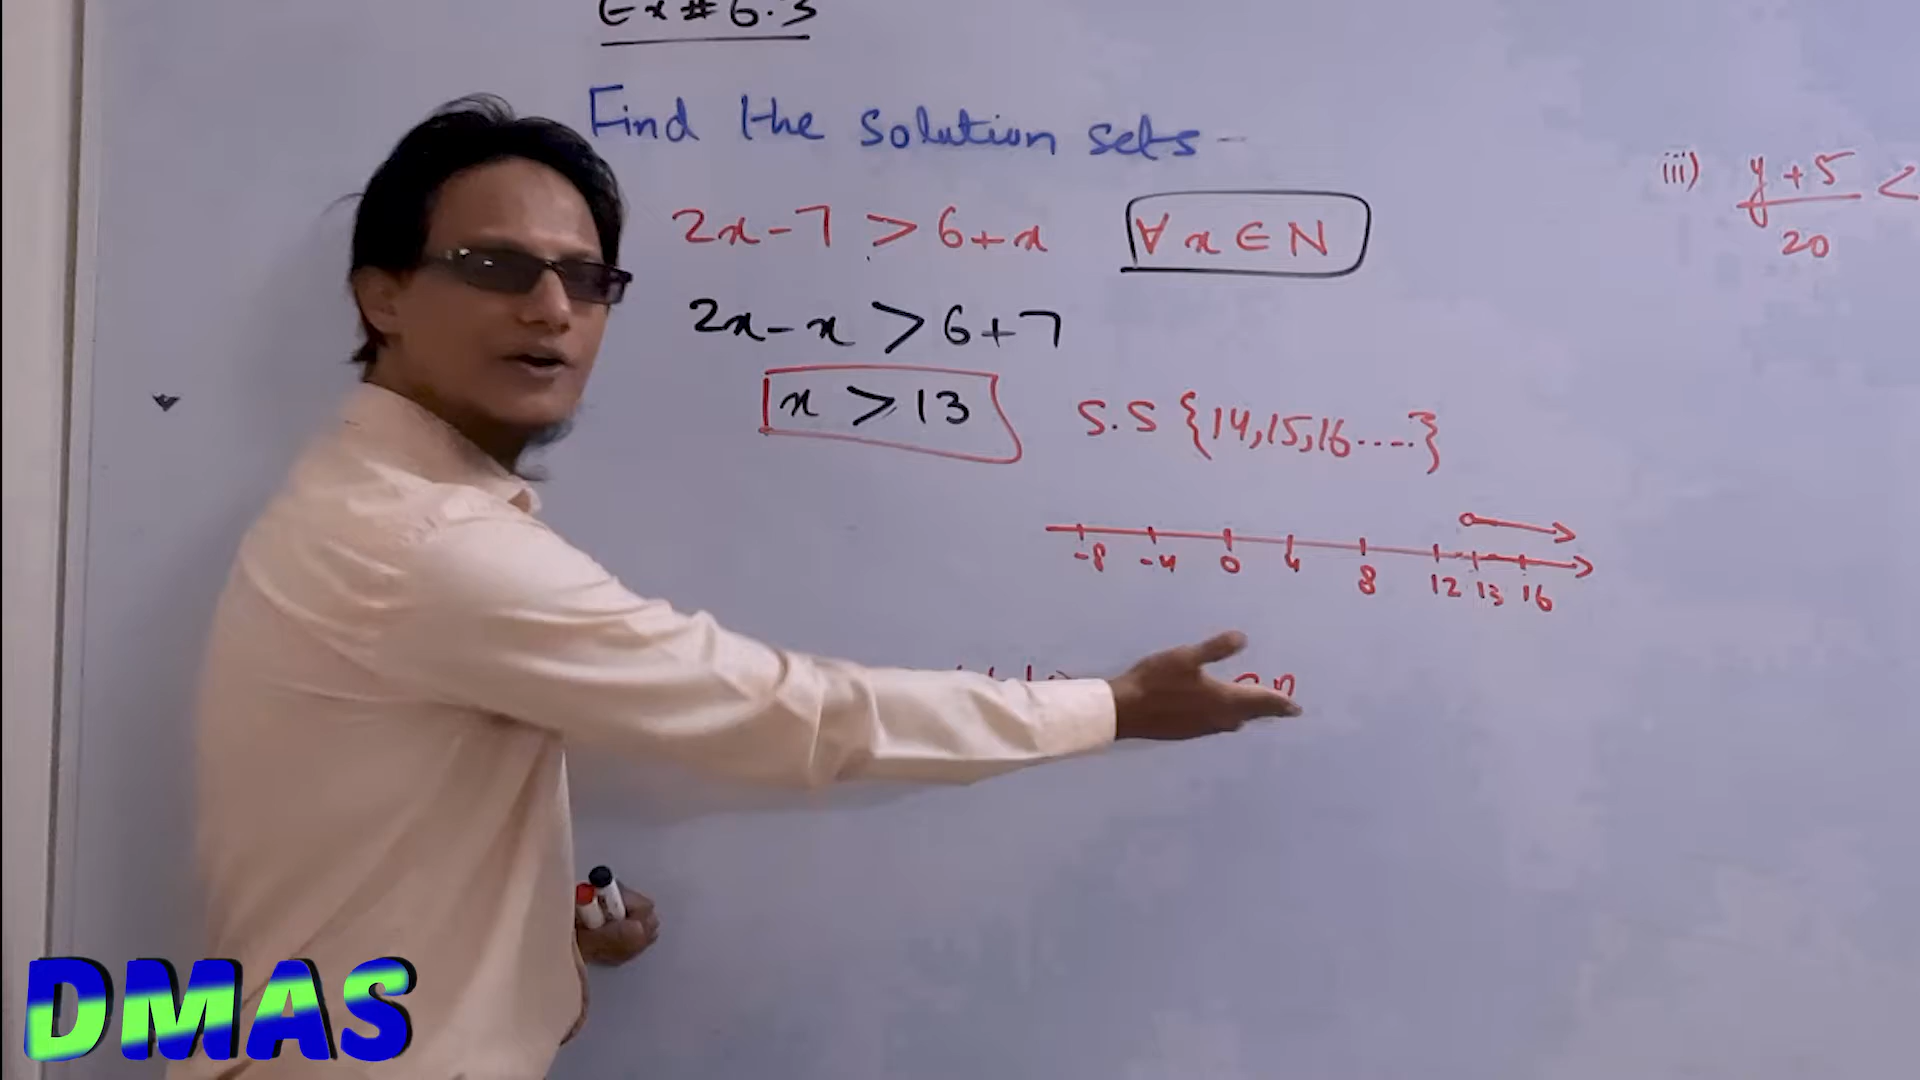 Ex # 6.3
Find the solution sets -
2x - 7 > 6 + x ∀ x ∈ N
2x - x > 6 + 7
x > 13 S.S {14,15,16.....}
-8 -4 0 4 8 12 13 16
iii) y + 5 <
20
DMAS